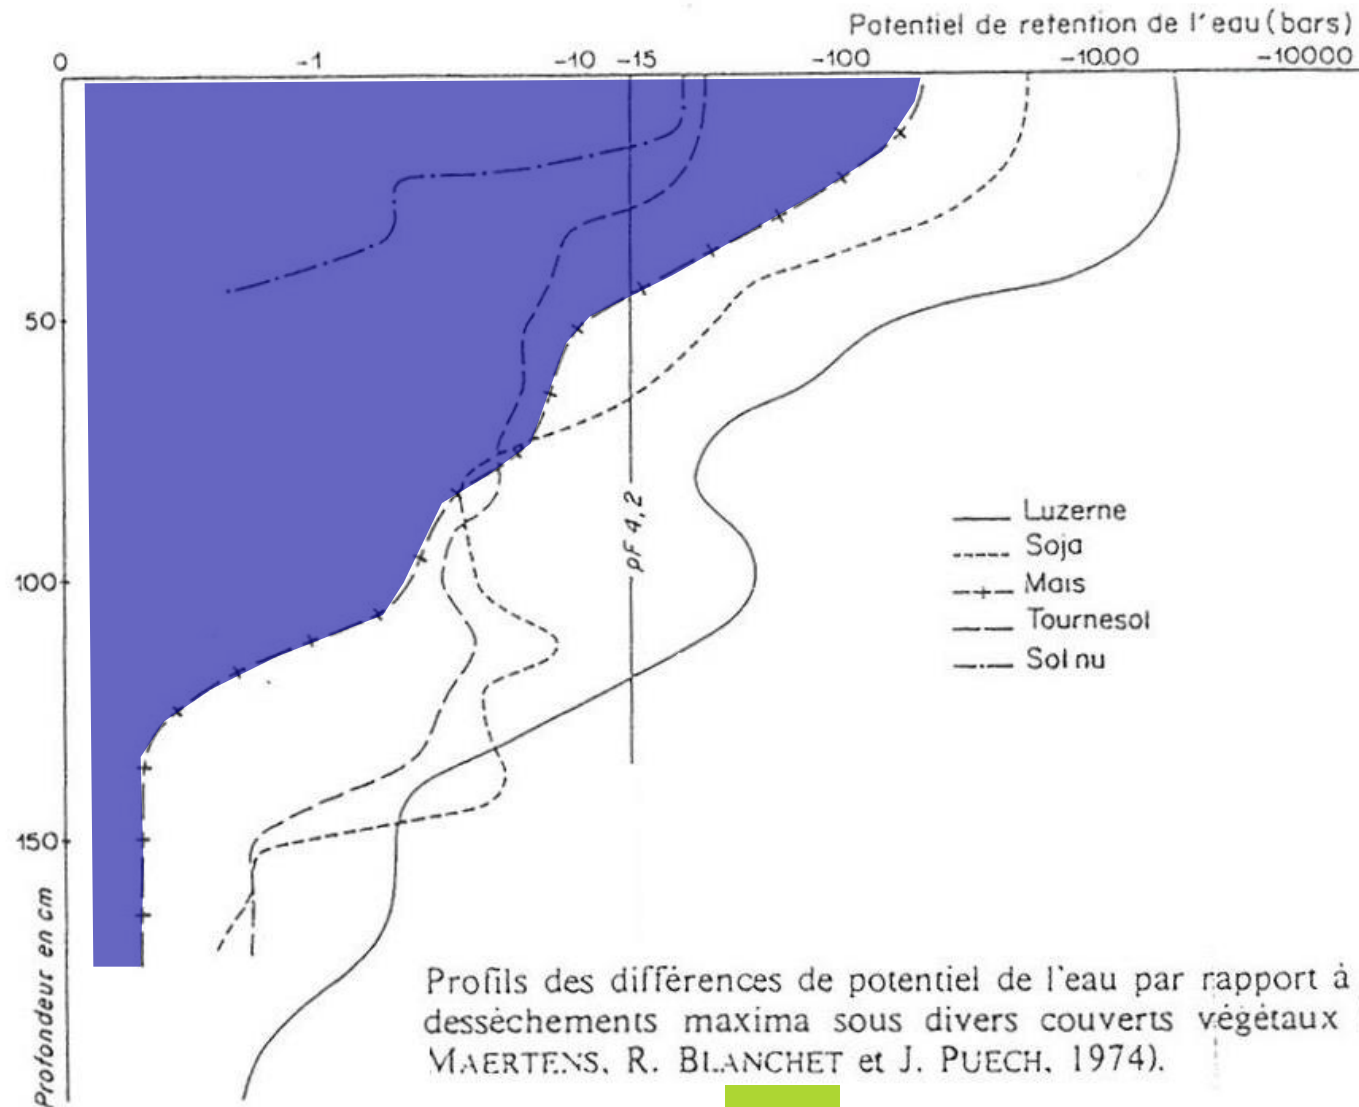 Potentiel de retention de l'eau (bars)
0 -1 -10 -15 -100 -10.00 -10000
50
100
150
Profondeur en cm
pF 4,2
Luzerne
Soja
Mais
Tournesol
Sol nu
Profils des différences de potentiel de l'eau par rapport à
dessèchements maxima sous divers couverts végétaux
MAERTENS, R. BLANCHET et J. PUECH, 1974).